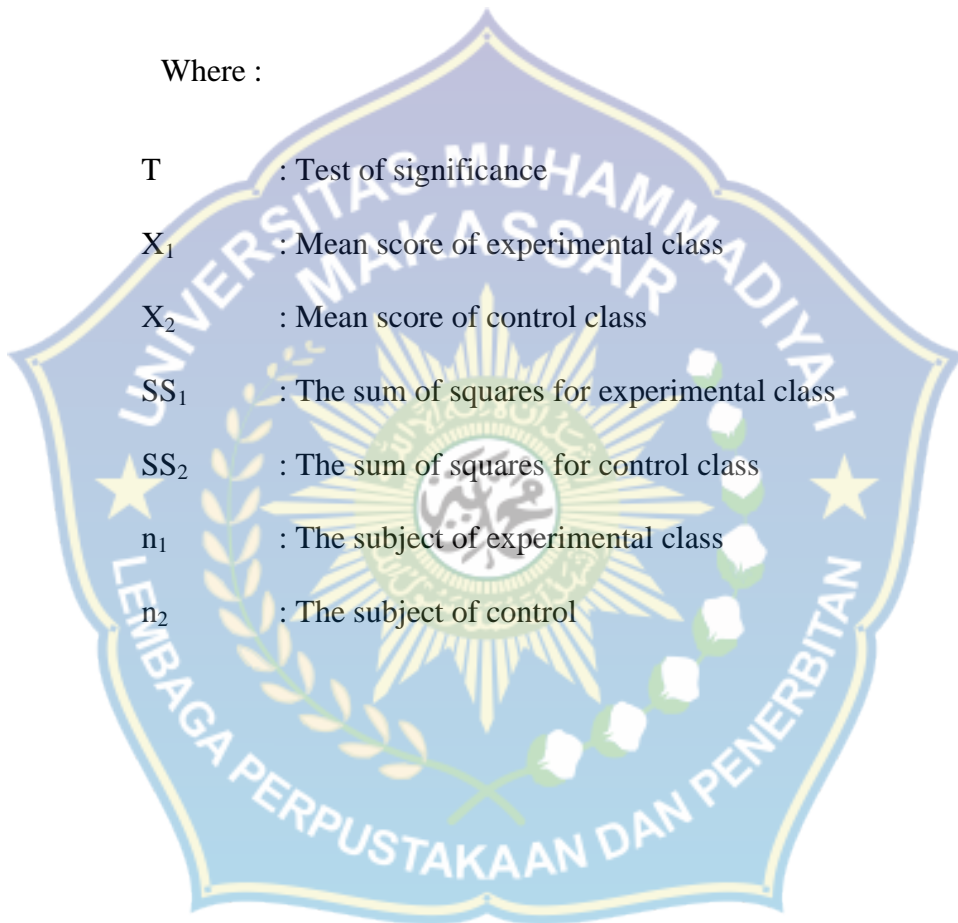 Where :
T : Test of significance
X₁ : Mean score of experimental class
X₂ : Mean score of control class
SS₁ : The sum of squares for experimental class
SS₂ : The sum of squares for control class
n₁ : The subject of experimental class
n₂ : The subject of control
UNIVERSITAS MUHAMMADIYAH
MAKASSAR
LEMBAGA PERPUSTAKAAN DAN PENERBITAN